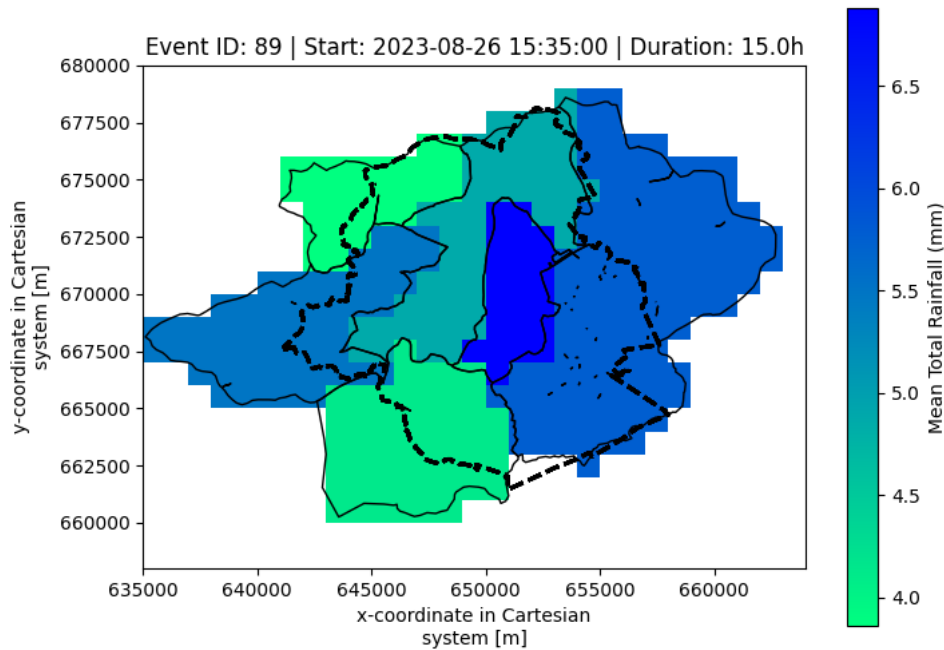 Event ID: 89 | Start: 2023-08-26 15:35:00 | Duration: 15.0h
680000
677500
675000
672500
670000
667500
665000
662500
660000
y-coordinate in Cartesian
system [m]
635000 640000 645000 650000 655000 660000
x-coordinate in Cartesian
system [m]
6.5
6.0
5.5
5.0
4.5
4.0
Mean Total Rainfall (mm)